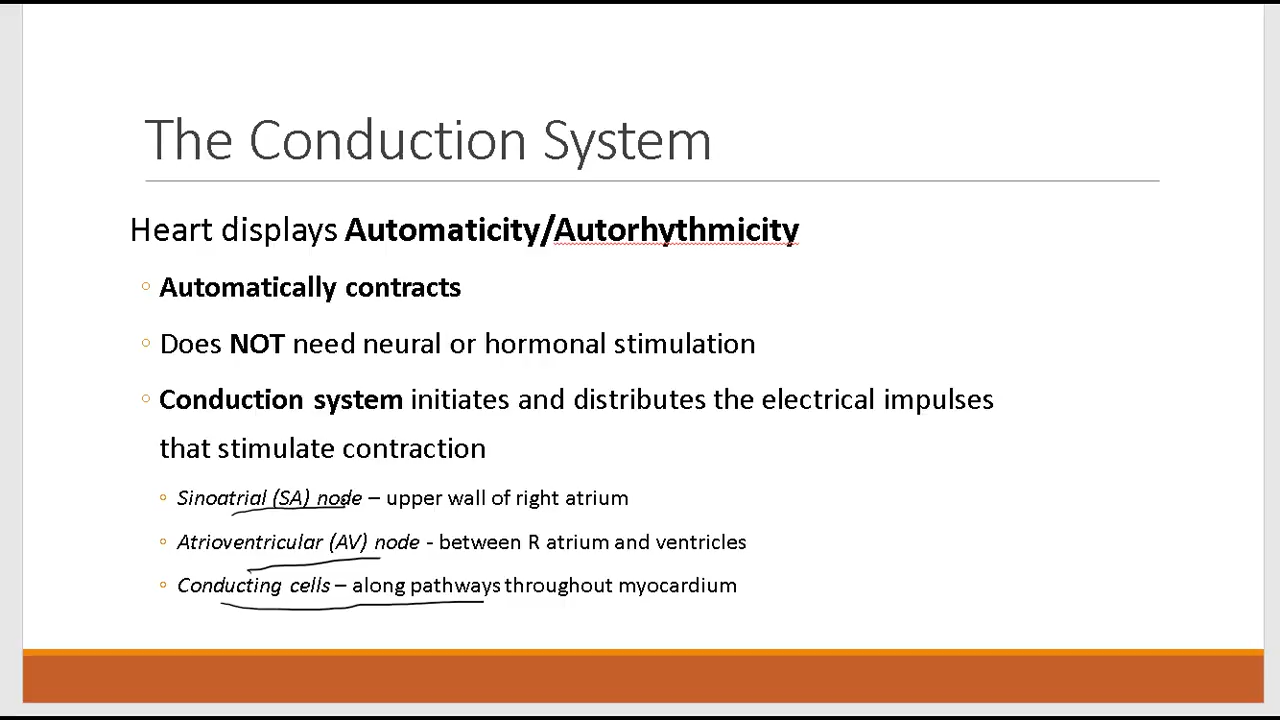 The Conduction System
Heart displays Automaticity/Autorhythmicity
◦ Automatically contracts
◦ Does NOT need neural or hormonal stimulation
◦ Conduction system initiates and distributes the electrical impulses
that stimulate contraction
◦ Sinoatrial (SA) node – upper wall of right atrium
◦ Atrioventricular (AV) node - between R atrium and ventricles
◦ Conducting cells – along pathways throughout myocardium